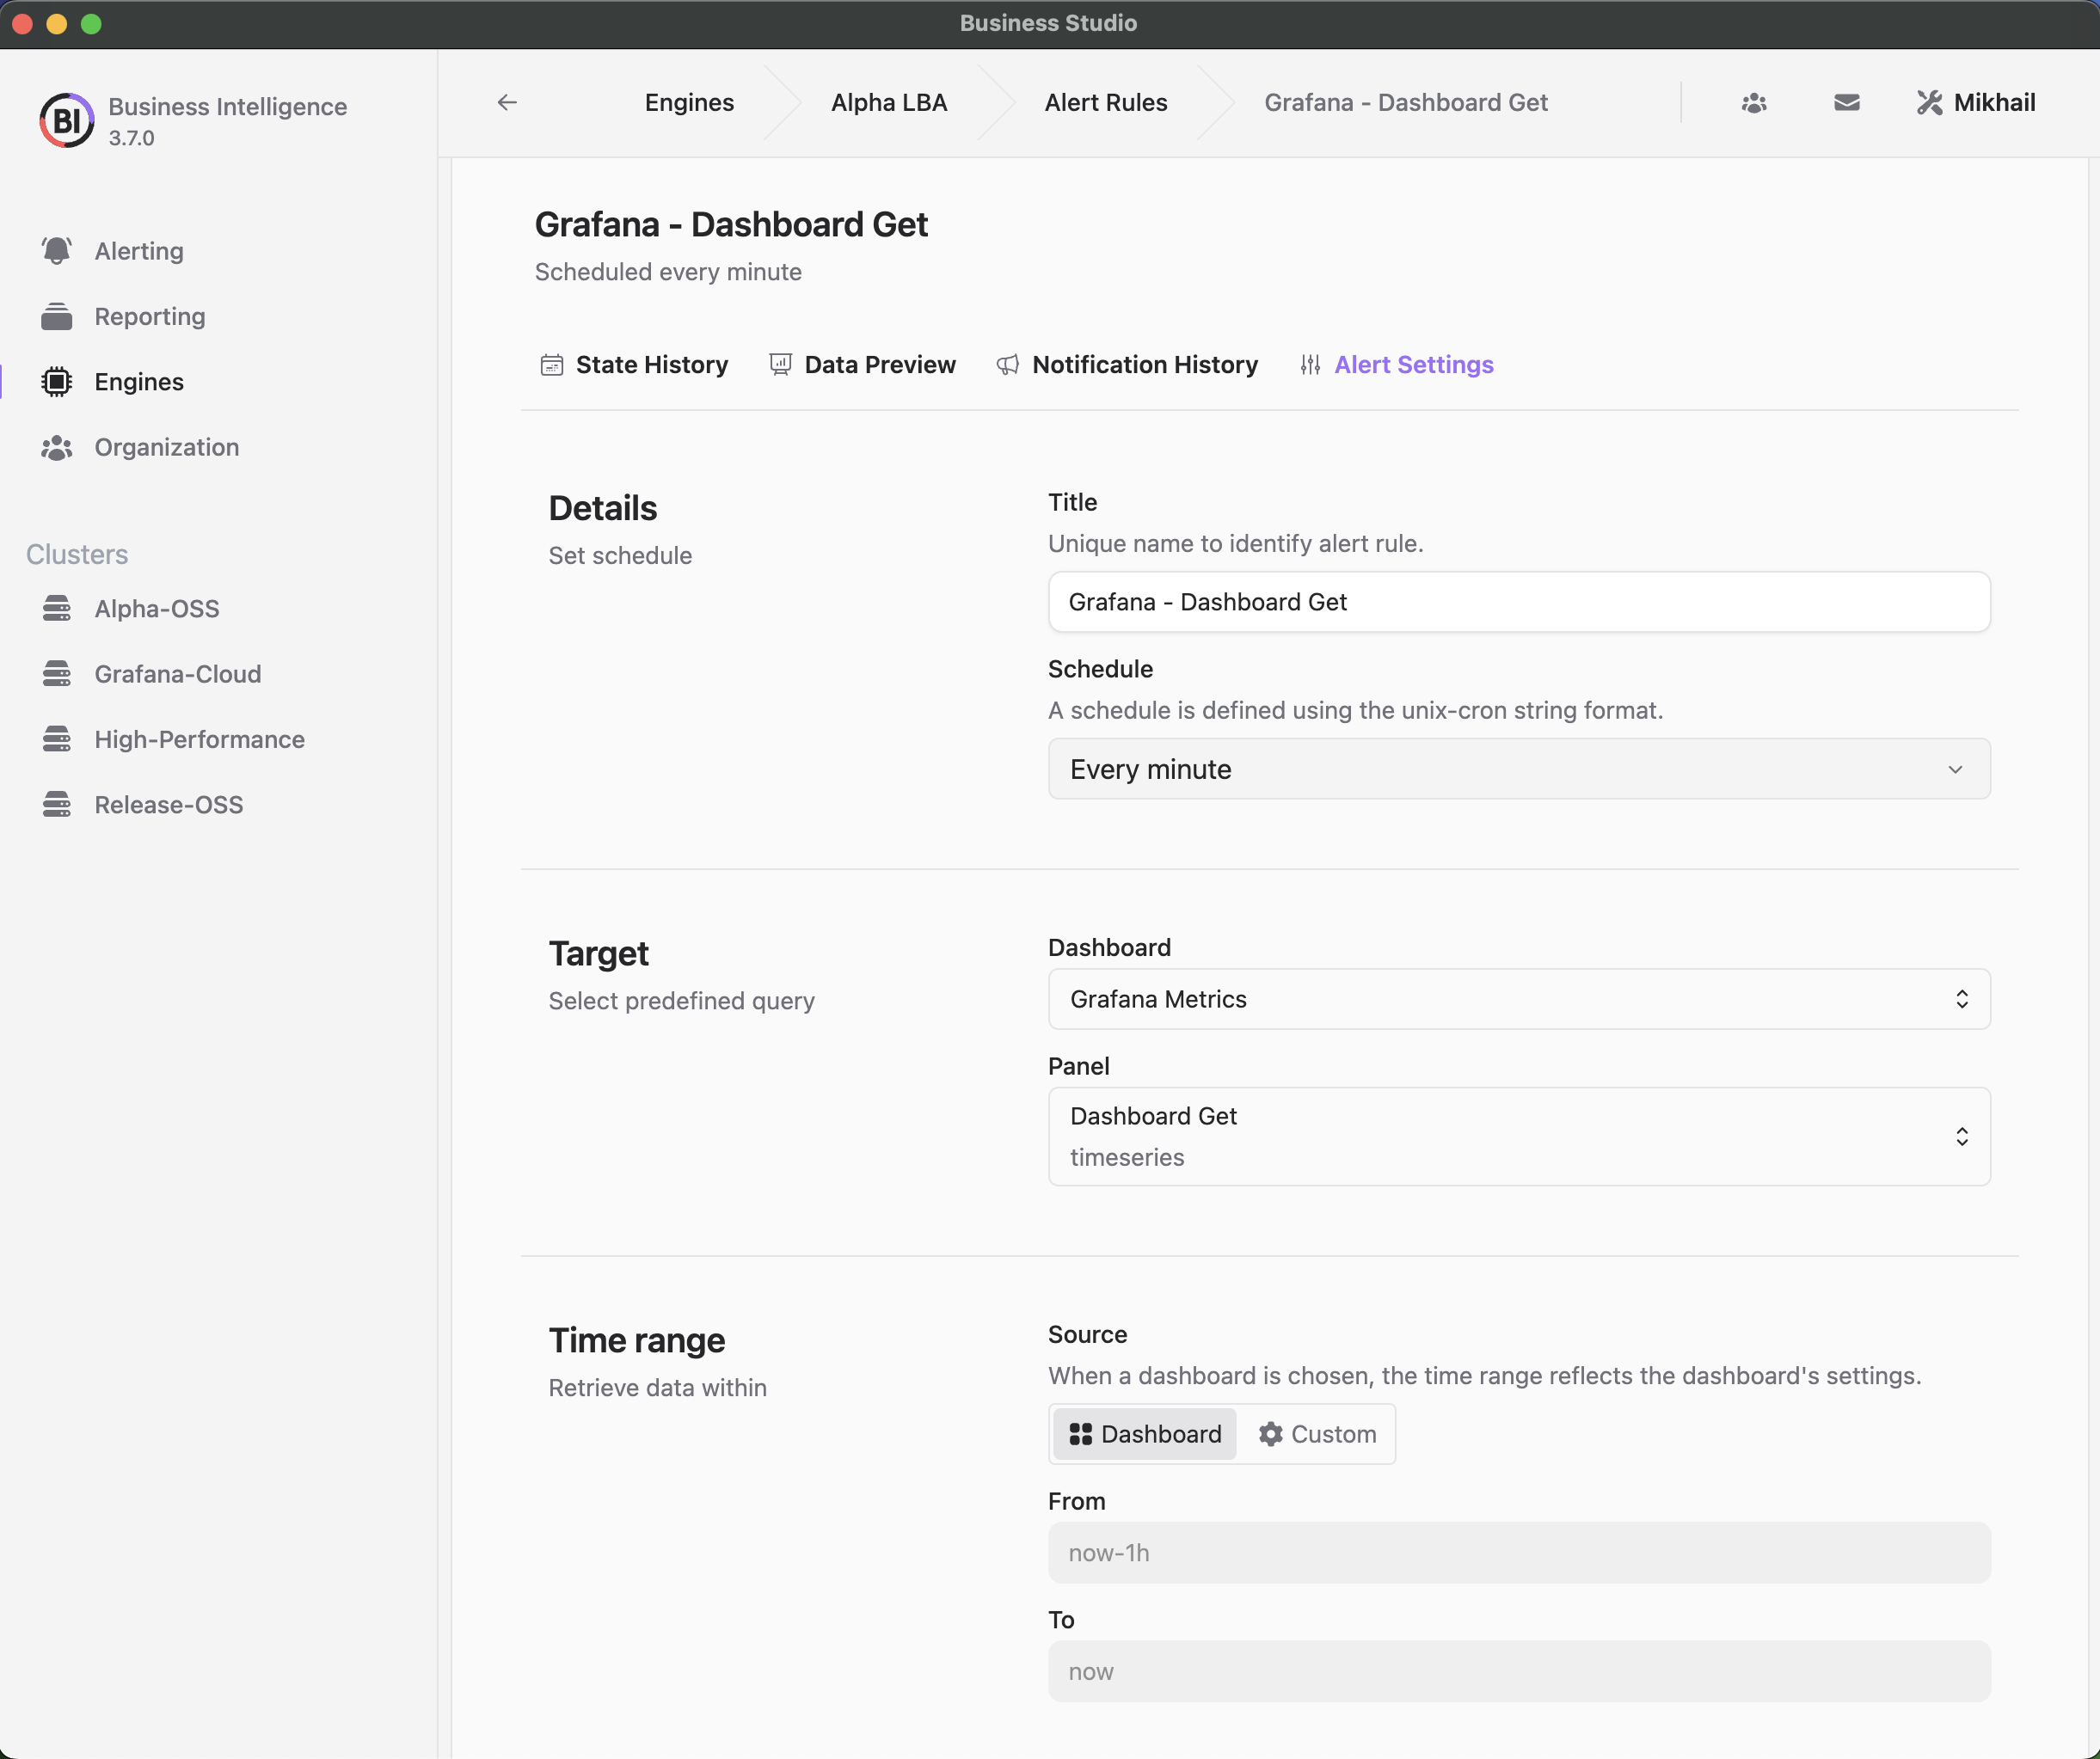 Business Studio
BI
Business Intelligence
3.7.0
Alerting
Reporting
Engines
Organization
Clusters
Alpha-OSS
Grafana-Cloud
High-Performance
Release-OSS
Engines
Alpha LBA
Alert Rules
Grafana - Dashboard Get
Mikhail
Grafana - Dashboard Get
Scheduled every minute
State History
Data Preview
Notification History
Alert Settings
Details
Set schedule
Title
Unique name to identify alert rule.
Grafana - Dashboard Get
Schedule
A schedule is defined using the unix-cron string format.
Every minute
Target
Select predefined query
Dashboard
Grafana Metrics
Panel
Dashboard Get
timeseries
Time range
Retrieve data within
Source
When a dashboard is chosen, the time range reflects the dashboard's settings.
Dashboard
Custom
From
now-1h
To
now